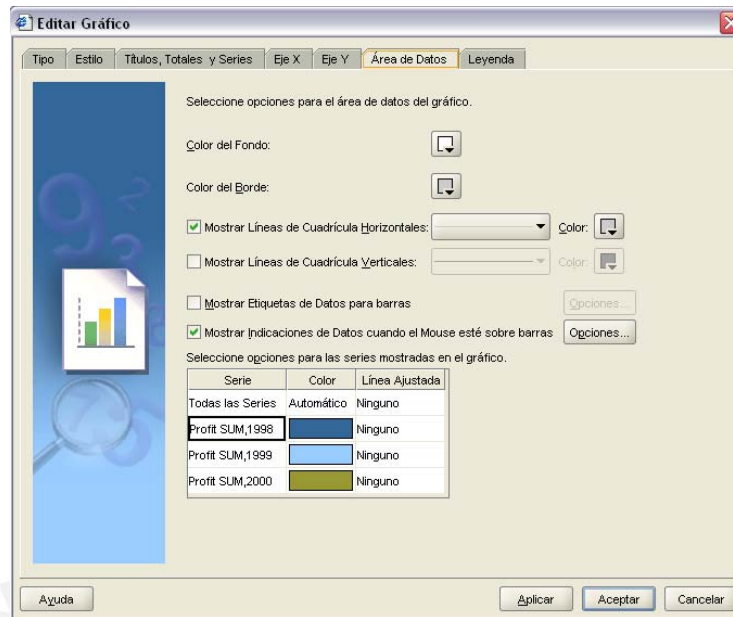 Editar Gráfico
Tipo Estilo Títulos, Totales y Series Eje X Eje Y Área de Datos Leyenda
Seleccione opciones para el área de datos del gráfico.
Color del Fondo:
Color del Borde:
Mostrar Líneas de Cuadrícula Horizontales: Color:
Mostrar Líneas de Cuadrícula Verticales: Color:
Mostrar Etiquetas de Datos para barras Opciones...
Mostrar Indicaciones de Datos cuando el Mouse esté sobre barras Opciones...
Seleccione opciones para las series mostradas en el gráfico.
Serie Color Línea Ajustada
Todas las Series Automático Ninguno
Profit SUM,1998 Ninguno
Profit SUM,1999 Ninguno
Profit SUM,2000 Ninguno
Ayuda Aplicar Aceptar Cancelar